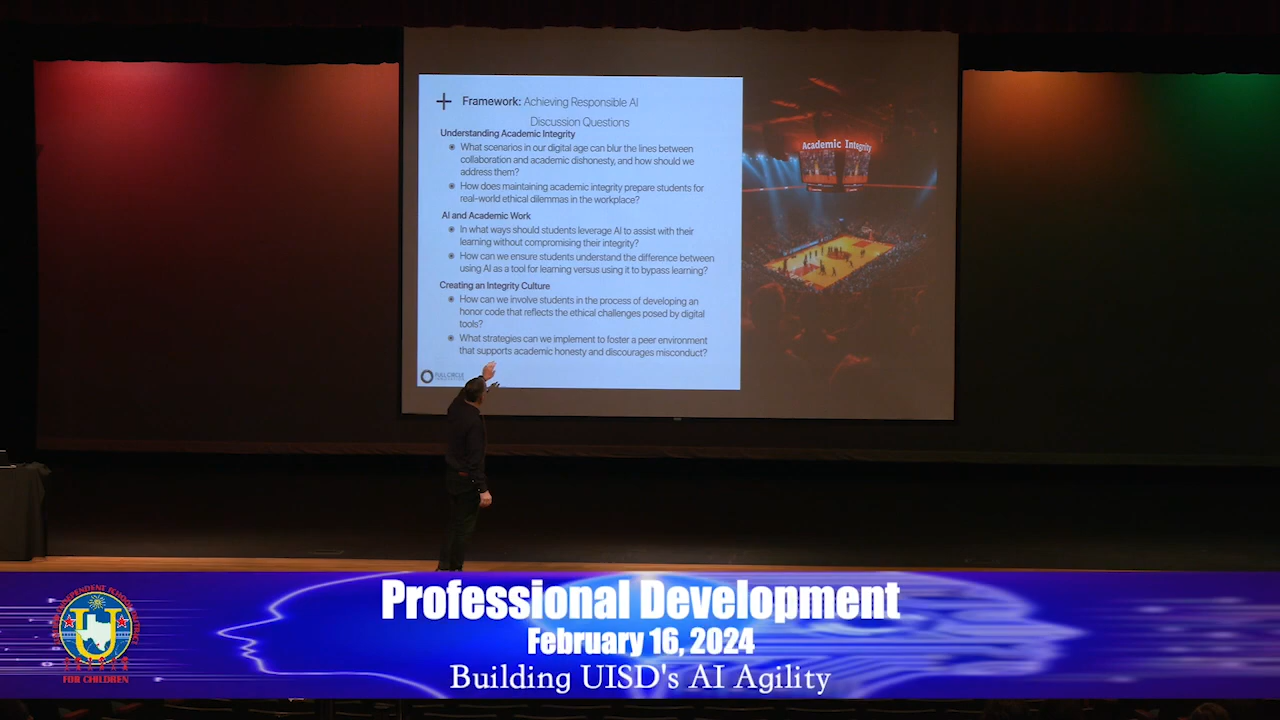 Framework: Achieving Responsible AI
Discussion Questions
Understanding Academic Integrity
What scenarios in our digital age can blur the lines between
collaboration and academic dishonesty, and how should we
address them?
How does maintaining academic integrity prepare students for
real-world ethical dilemmas in the workplace?
AI and Academic Work
In what ways should students leverage AI to assist with their
learning without compromising their integrity?
How can we ensure students understand the difference between
using AI as a tool for learning versus using it to bypass learning?
Creating an Integrity Culture
How can we involve students in the process of developing an
honor code that reflects the ethical challenges posed by digital
tools?
What strategies can we implement to foster a peer environment
that supports academic honesty and discourages misconduct?
FULL CIRCLE
Academic Integrity
Professional Development
February 16, 2024
Building UISD's AI Agility
INDEPENDENT SCHOOL
U
FOR CHILDREN